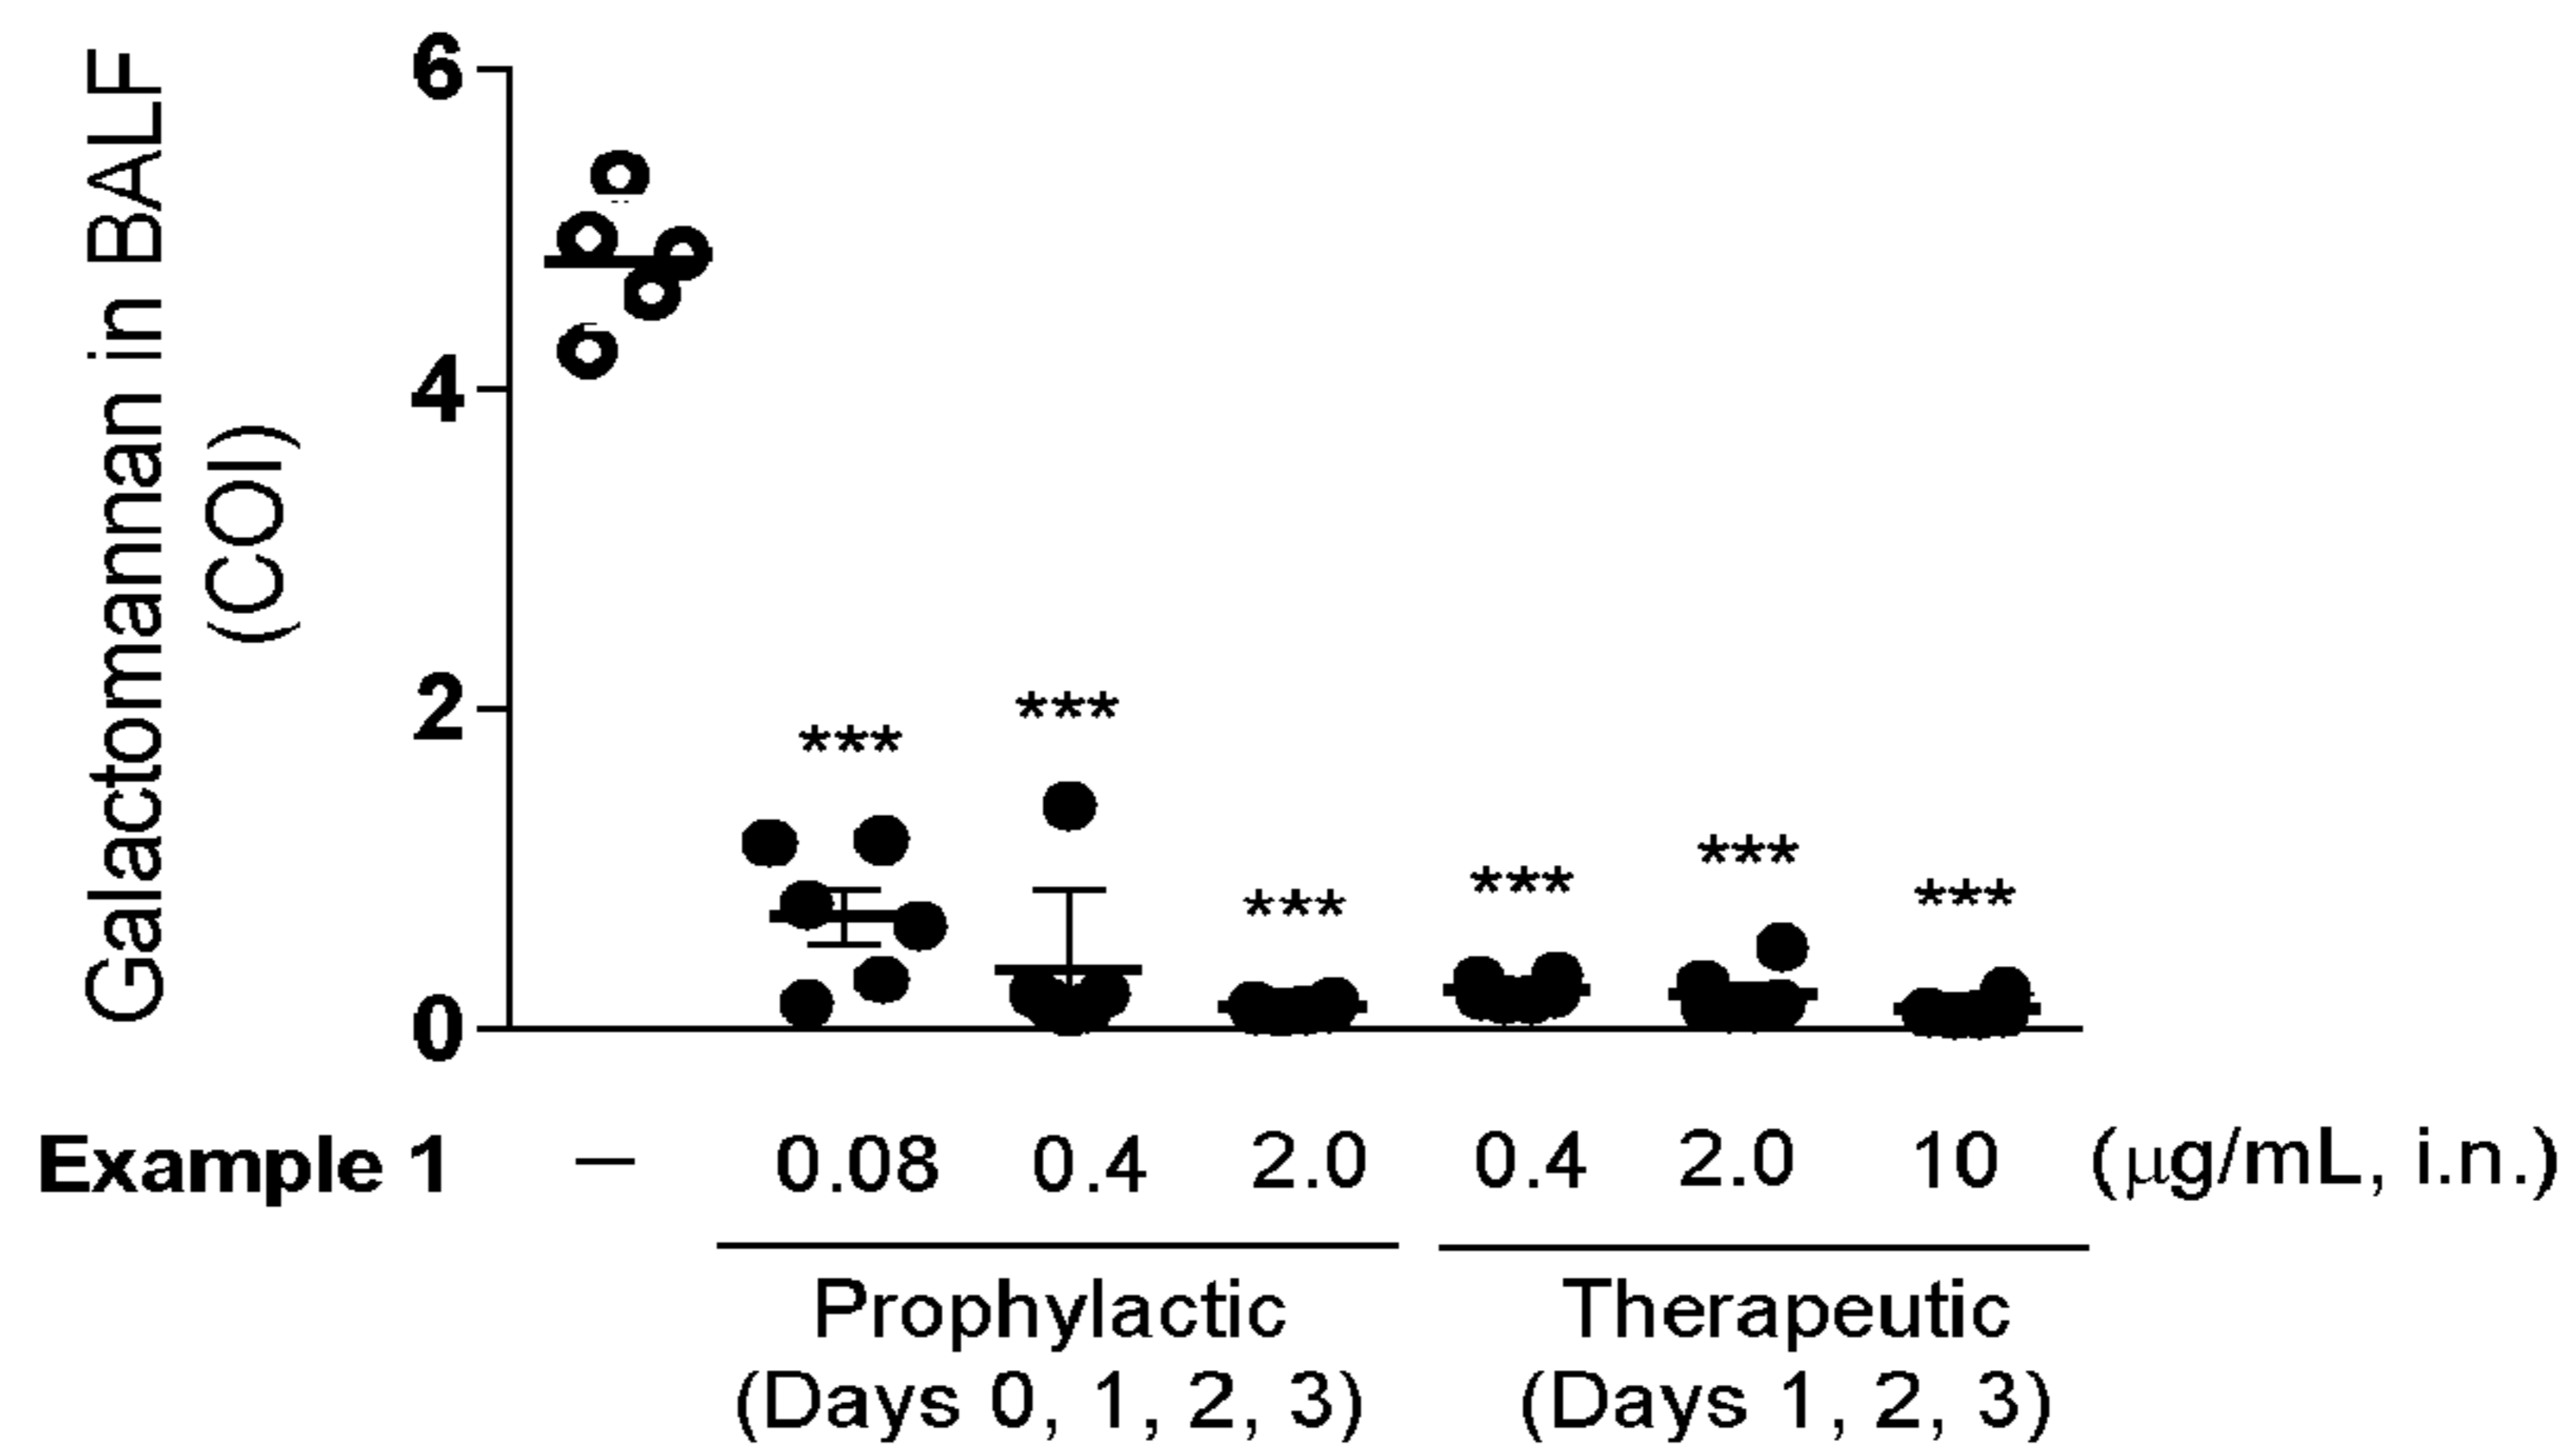 Galactomannan in BALF
(COI)
6
4
2
0
***
***
***
***
***
***
Example 1 – 0.08 0.4 2.0 0.4 2.0 10 (μg/mL, i.n.)
Prophylactic
(Days 0, 1, 2, 3)
Therapeutic
(Days 1, 2, 3)